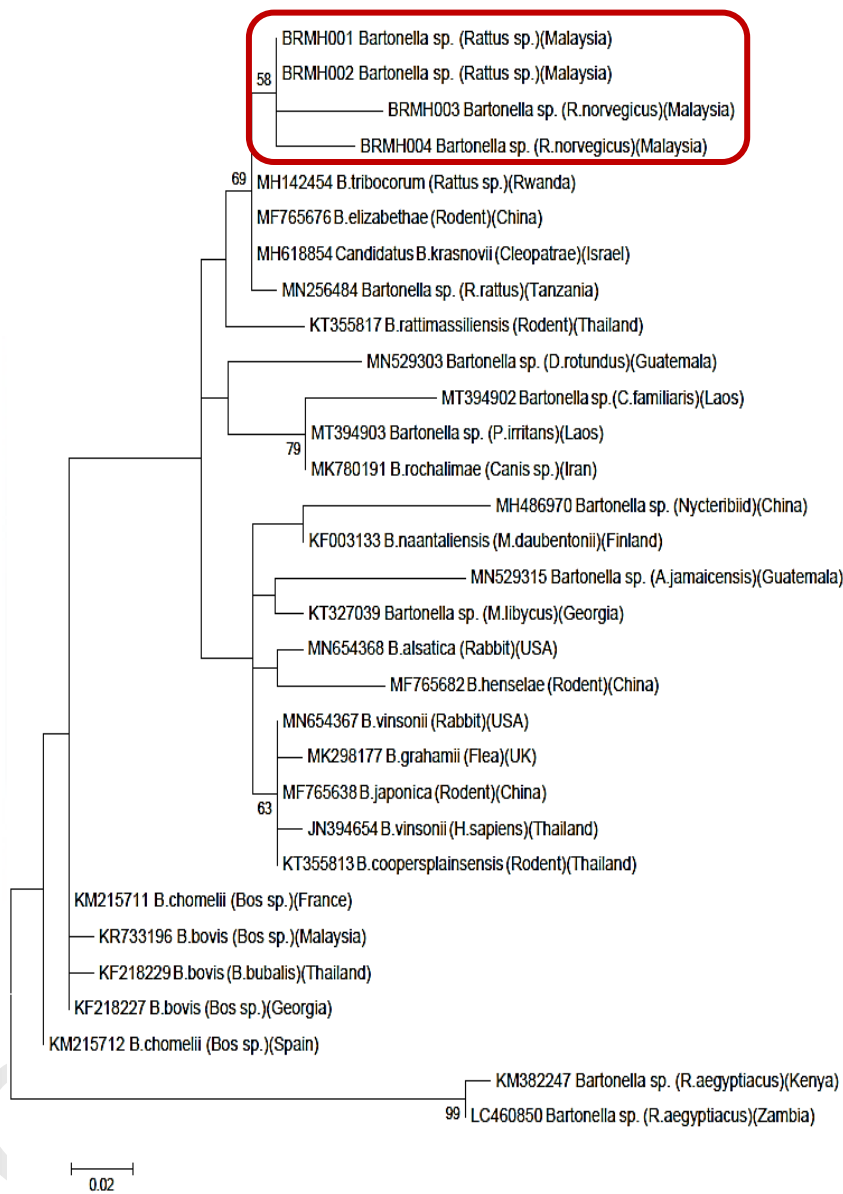 BRMH001 Bartonella sp. (Rattus sp.)(Malaysia)
58
BRMH002 Bartonella sp. (Rattus sp.)(Malaysia)
BRMH003 Bartonella sp. (R.norvegicus)(Malaysia)
BRMH004 Bartonella sp. (R.norvegicus)(Malaysia)
69
MH142454 B.tribocorum (Rattus sp.)(Rwanda)
MF765676 B.elizabethae (Rodent)(China)
MH618854 Candidatus B.krasnovii (Cleopatrae)(Israel)
MN256484 Bartonella sp. (R.rattus)(Tanzania)
KT355817 B.rattimassiliensis (Rodent)(Thailand)
MN529303 Bartonella sp. (D.rotundus)(Guatemala)
MT394902 Bartonella sp.(C.familiaris)(Laos)
MT394903 Bartonella sp. (P.irritans)(Laos)
79
MK780191 B.rochalimae (Canis sp.)(Iran)
MH486970 Bartonella sp. (Nycteribiid)(China)
KF003133 B.naantaliensis (M.daubentonii)(Finland)
MN529315 Bartonella sp. (A.jamaicensis)(Guatemala)
KT327039 Bartonella sp. (M.libycus)(Georgia)
MN654368 B.alsatica (Rabbit)(USA)
MF765682 B.henselae (Rodent)(China)
MN654367 B.vinsonii (Rabbit)(USA)
MK298177 B.grahamii (Flea)(UK)
MF765638 B.japonica (Rodent)(China)
63
JN394654 B.vinsonii (H.sapiens)(Thailand)
KT355813 B.coopersplainsensis (Rodent)(Thailand)
KM215711 B.chomelii (Bos sp.)(France)
KR733196 B.bovis (Bos sp.)(Malaysia)
KF218229 B.bovis (B.bubalis)(Thailand)
KF218227 B.bovis (Bos sp.)(Georgia)
KM215712 B.chomelii (Bos sp.)(Spain)
KM382247 Bartonella sp. (R.aegyptiacus)(Kenya)
99
LC460850 Bartonella sp. (R.aegyptiacus)(Zambia)
0.02